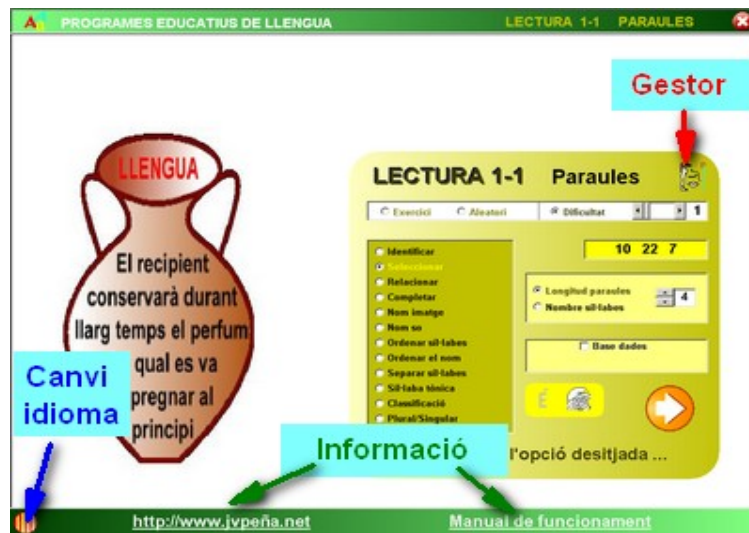 PROGRAMES EDUCATIUS DE LLENGUA
LECTURA 1-1 PARAULES
Gestor
LLENGUA
El recipient
conservarà durant
llarg temps el perfum
qual es va
pregnar al
principi
LECTURA 1-1 Paraules
Exercici
Aleatori
Dificultat
1
Identificar
Seleccionar
Relacionar
Completar
Nom imatge
Nom so
Ordenar síl·labes
Ordenar el nom
Separar síl·labes
Síl·laba tònica
Classificació
Plural/Singular
10 22 7
Longitud paraules
Nombre síl·labes
4
Base dades
É
l'opció desitjada ...
Canvi
idioma
Informació
http://www.jvpeña.net
Manual de funcionament